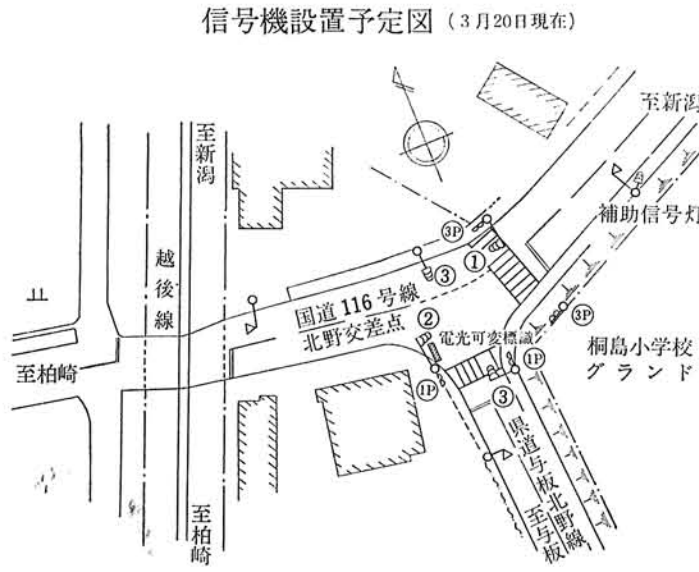 信号機設置予定図(3月20日現在)
至新潟
至新潟
補助信号灯
3P
①
③
越後線
国道116号線
北野交差点
②
電光可変標識
3P
桐島小学校
グランド
至柏崎
1P
1P
③
県道与板北野線
至与板
至柏崎